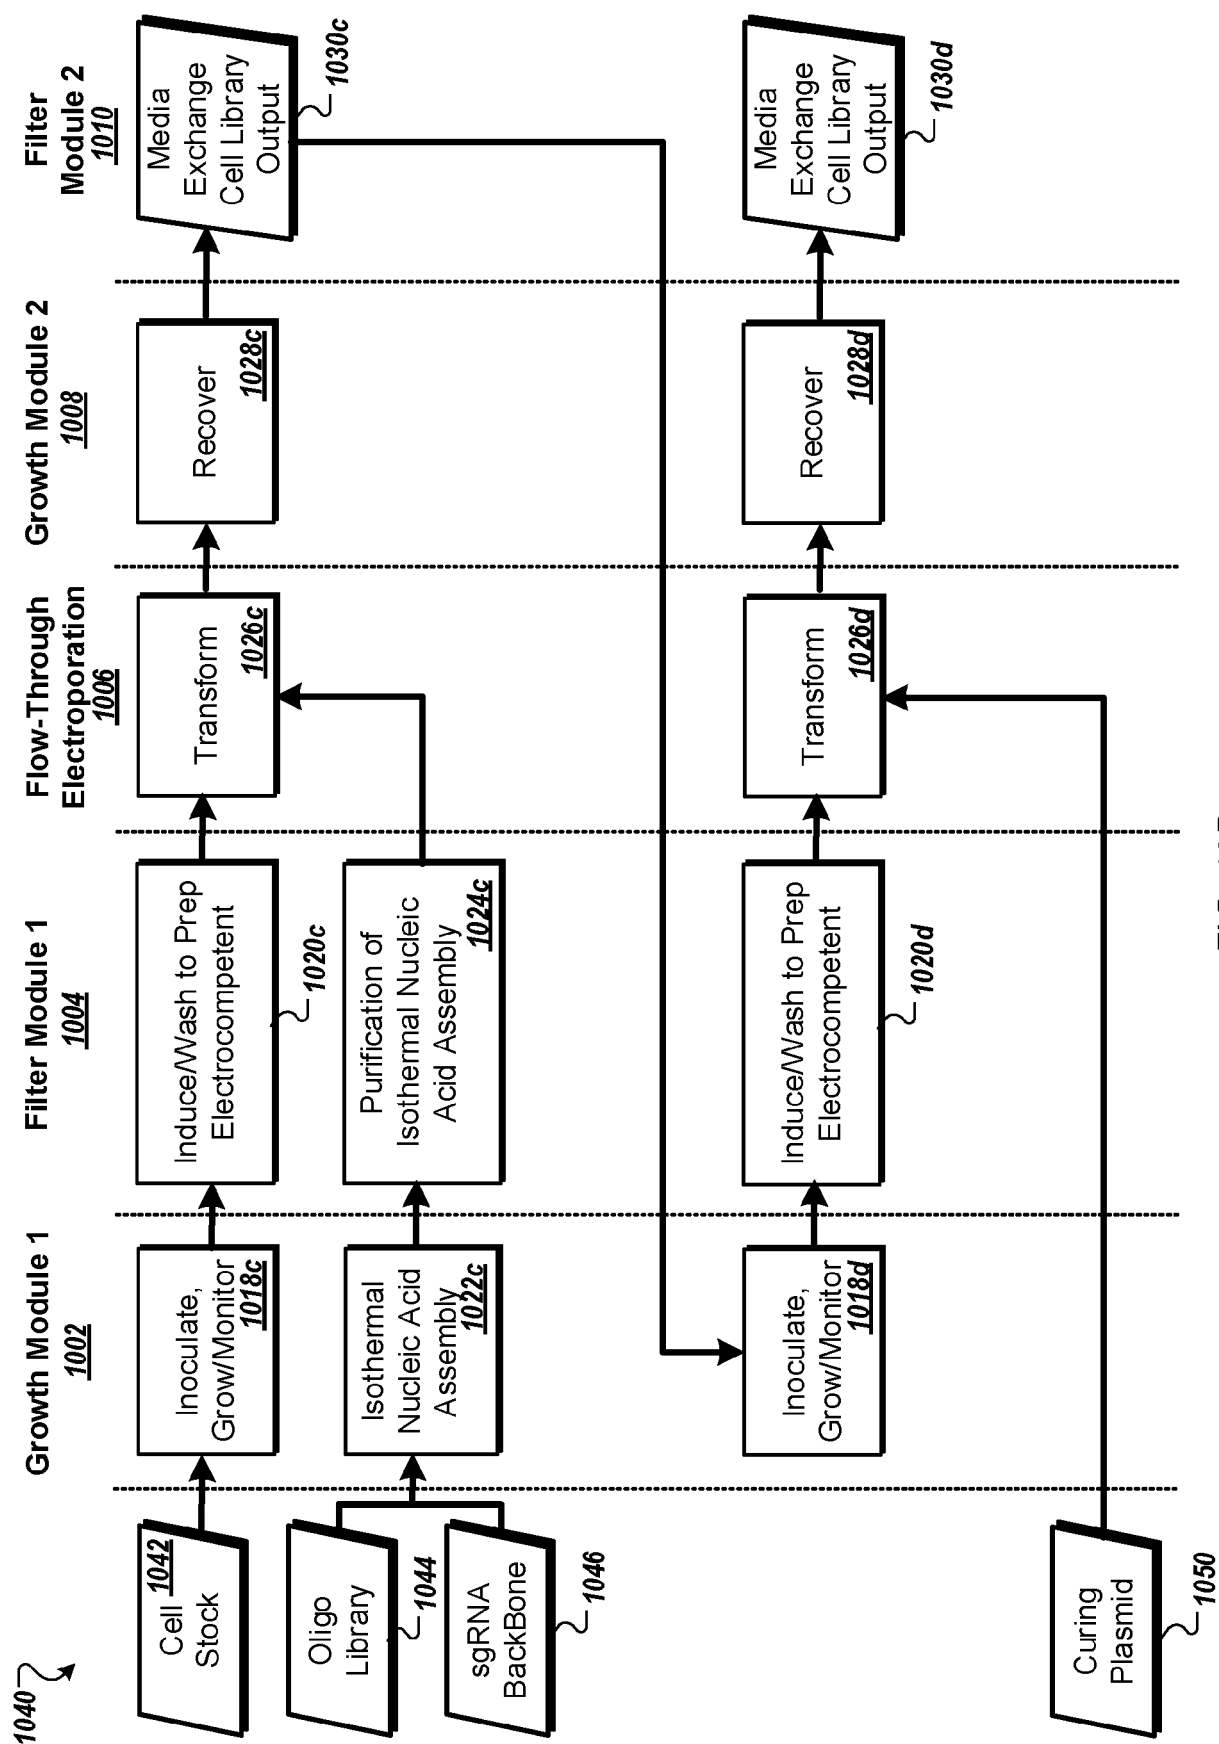 1040
Growth Module 1
1002
Filter Module 1
1004
Flow-Through
Electroporation
1006
Growth Module 2
1008
Filter
Module 2
1010
Cell
Stock
1042
Inoculate,
Grow/Monitor
1018c
Induce/Wash to Prep
Electrocompetent
1020c
Transform
1026c
Recover
1028c
Media
Exchange
Cell Library
Output
1030c
Oligo
Library
1044
sgRNA
BackBone
1046
Isothermal
Nucleic Acid
Assembly
1022c
Purification of
Isothermal Nucleic
Acid Assembly
1024c
Inoculate,
Grow/Monitor
1018d
Induce/Wash to Prep
Electrocompetent
1020d
Transform
1026d
Recover
1028d
Media
Exchange
Cell Library
Output
1030d
Curing
Plasmid
1050